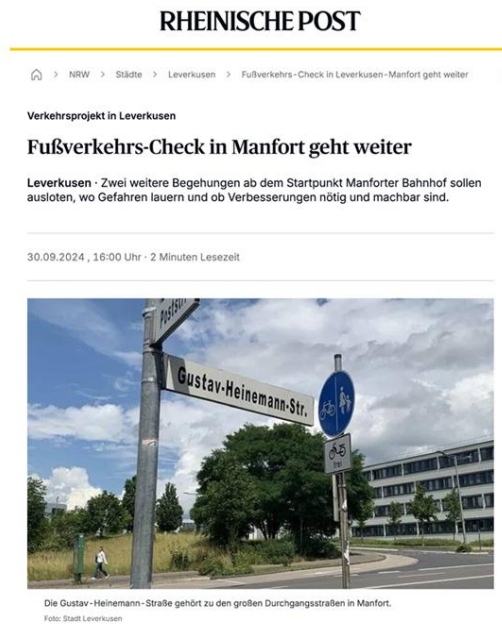 RHEINISCHE POST
NRW > Städte > Leverkusen > Fußverkehrs-Check in Leverkusen-Manfort geht weiter
Verkehrsprojekt in Leverkusen
Fußverkehrs-Check in Manfort geht weiter
Leverkusen · Zwei weitere Begehungen ab dem Startpunkt Manforter Bahnhof sollen
ausloten, wo Gefahren lauern und ob Verbesserungen nötig und machbar sind.
30.09.2024 , 16:00 Uhr · 2 Minuten Lesezeit
Poststr.
Gustav-Heinemann-Str.
frei
Die Gustav-Heinemann-Straße gehört zu den großen Durchgangsstraßen in Manfort.
Foto: Stadt Leverkusen